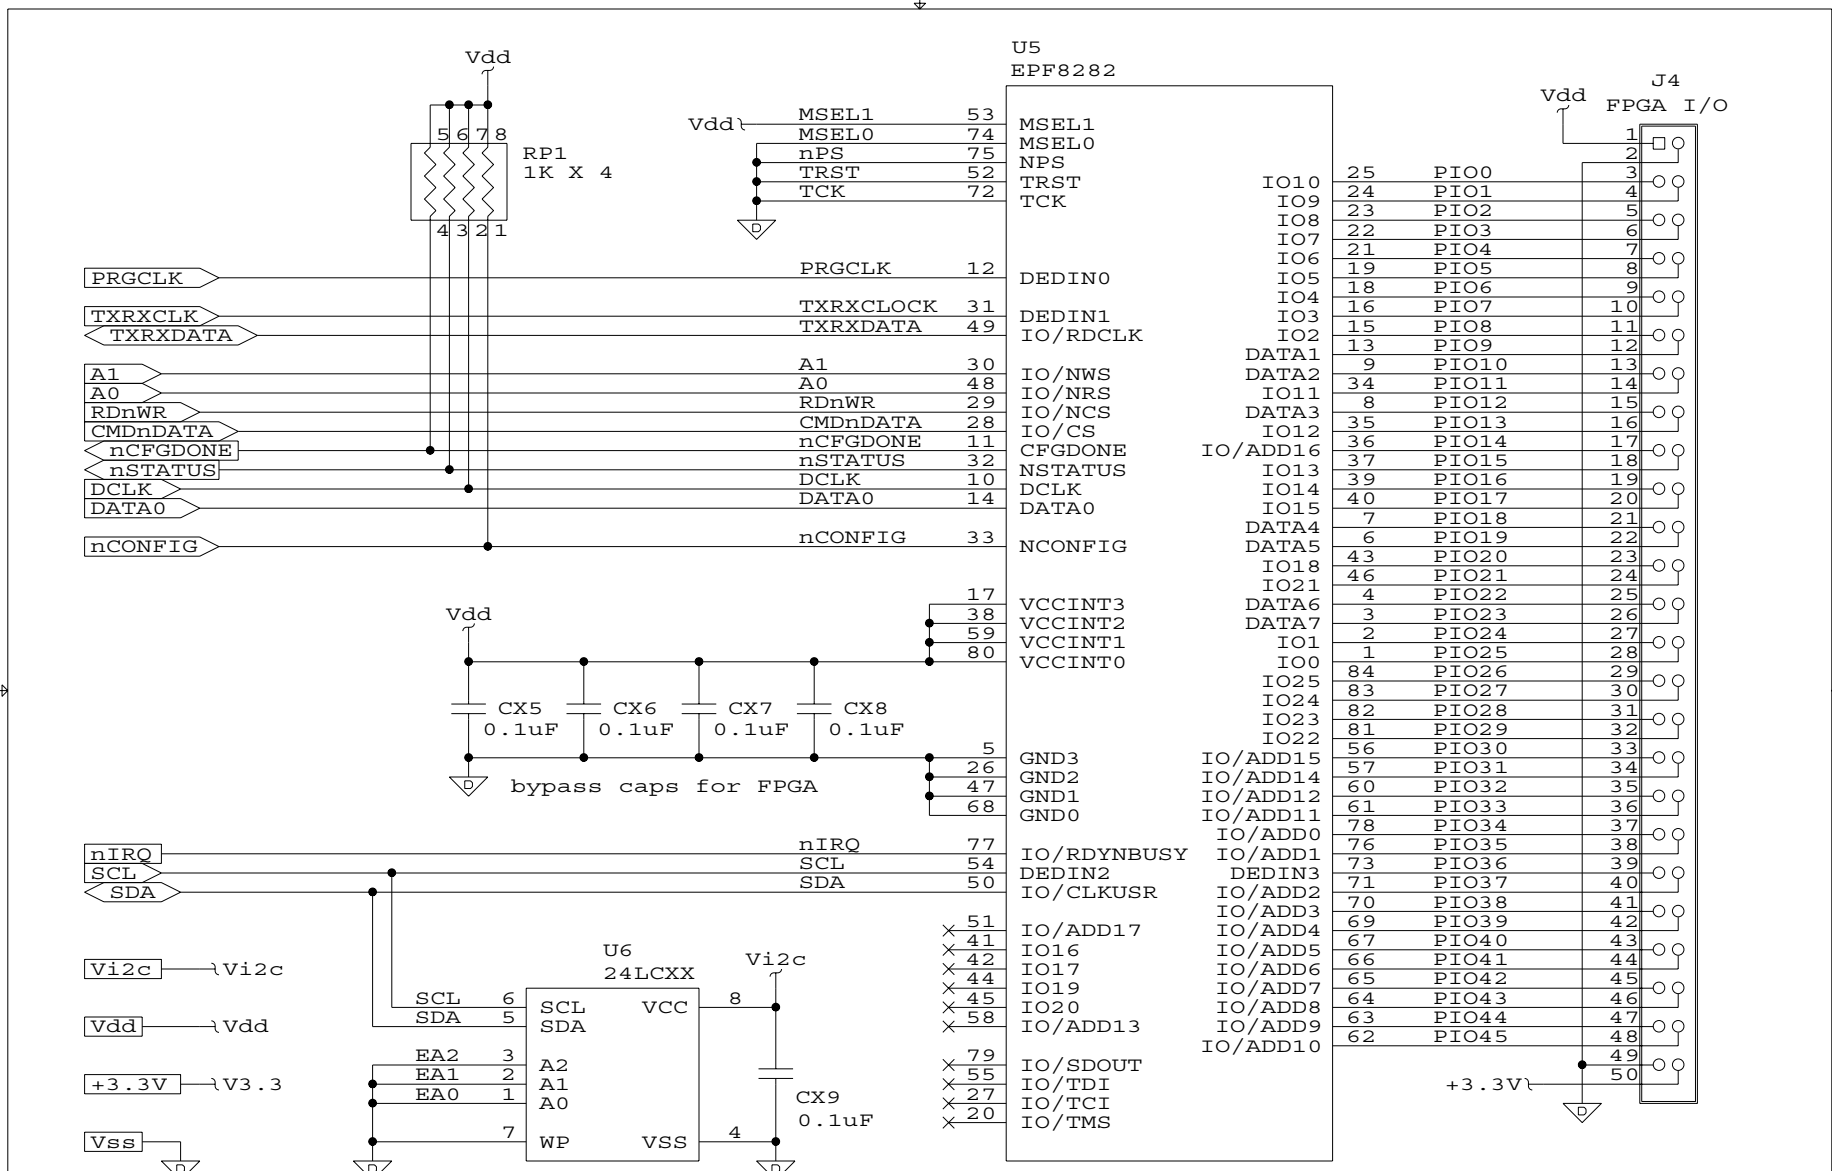 U5
EPF8282
Vdd
J4
FPGA I/O
Vdd
Vdd
5 6 7 8
RP1
1K X 4
4 3 2 1
MSEL1 53 MSEL1
MSEL0 74 MSEL0
nPS 75 NPS
TRST 52 TRST
TCK 72 TCK
D
PRGCLK PRGCLK 12 DEDIN0
TXRXCLK TXRXCLOCK 31 DEDIN1
TXRXDATA TXRXDATA 49 IO/RDCLK
A1 A1 30 IO/NWS
A0 A0 48 IO/NRS
RDnWR RDnWR 29 IO/NCS
CMDnDATA CMDnDATA 28 IO/CS
nCFGDONE nCFGDONE 11 CFGDONE
nSTATUS nSTATUS 32 NSTATUS
DCLK DCLK 10 DCLK
DATA0 DATA0 14 DATA0
nCONFIG nCONFIG 33 NCONFIG
Vdd
17 VCCINT3
38 VCCINT2
59 VCCINT1
80 VCCINT0
CX5 CX6 CX7 CX8
0.1uF 0.1uF 0.1uF 0.1uF
D
bypass caps for FPGA
5 GND3
26 GND2
47 GND1
68 GND0
nIRQ nIRQ 77 IO/RDYNBUSY
SCL SCL 54 DEDIN2
SDA SDA 50 IO/CLKUSR
51 IO/ADD17
41 IO16
42 IO17
44 IO19
45 IO20
58 IO/ADD13
79 IO/SDOUT
55 IO/TDI
27 IO/TCI
20 IO/TMS
1
2
IO10 25 PIO0 3
IO9 24 PIO1 4
IO8 23 PIO2 5
IO7 22 PIO3 6
IO6 21 PIO4 7
IO5 19 PIO5 8
IO4 18 PIO6 9
IO3 16 PIO7 10
IO2 15 PIO8 11
DATA1 13 PIO9 12
DATA2 9 PIO10 13
IO11 34 PIO11 14
DATA3 8 PIO12 15
IO12 35 PIO13 16
IO/ADD16 36 PIO14 17
IO13 37 PIO15 18
IO14 39 PIO16 19
IO15 40 PIO17 20
DATA4 7 PIO18 21
DATA5 6 PIO19 22
IO18 43 PIO20 23
IO21 46 PIO21 24
DATA6 4 PIO22 25
DATA7 3 PIO23 26
IO1 2 PIO24 27
IO0 1 PIO25 28
IO25 84 PIO26 29
IO24 83 PIO27 30
IO23 82 PIO28 31
IO22 81 PIO29 32
IO/ADD15 56 PIO30 33
IO/ADD14 57 PIO31 34
IO/ADD12 60 PIO32 35
IO/ADD11 61 PIO33 36
IO/ADD0 78 PIO34 37
IO/ADD1 76 PIO35 38
DEDIN3 73 PIO36 39
IO/ADD2 71 PIO37 40
IO/ADD3 70 PIO38 41
IO/ADD4 69 PIO39 42
IO/ADD5 67 PIO40 43
IO/ADD6 66 PIO41 44
IO/ADD7 65 PIO42 45
IO/ADD8 64 PIO43 46
IO/ADD9 63 PIO44 47
IO/ADD10 62 PIO45 48
49
+3.3V 50
D
Vi2c Vi2c
Vdd Vdd
+3.3V V3.3
Vss
D
U6
24LCXX
Vi2c
SCL 6 SCL VCC 8
SDA 5 SDA
EA2 3 A2
EA1 2 A1
EA0 1 A0
7 WP VSS 4
CX9
0.1uF
D
D